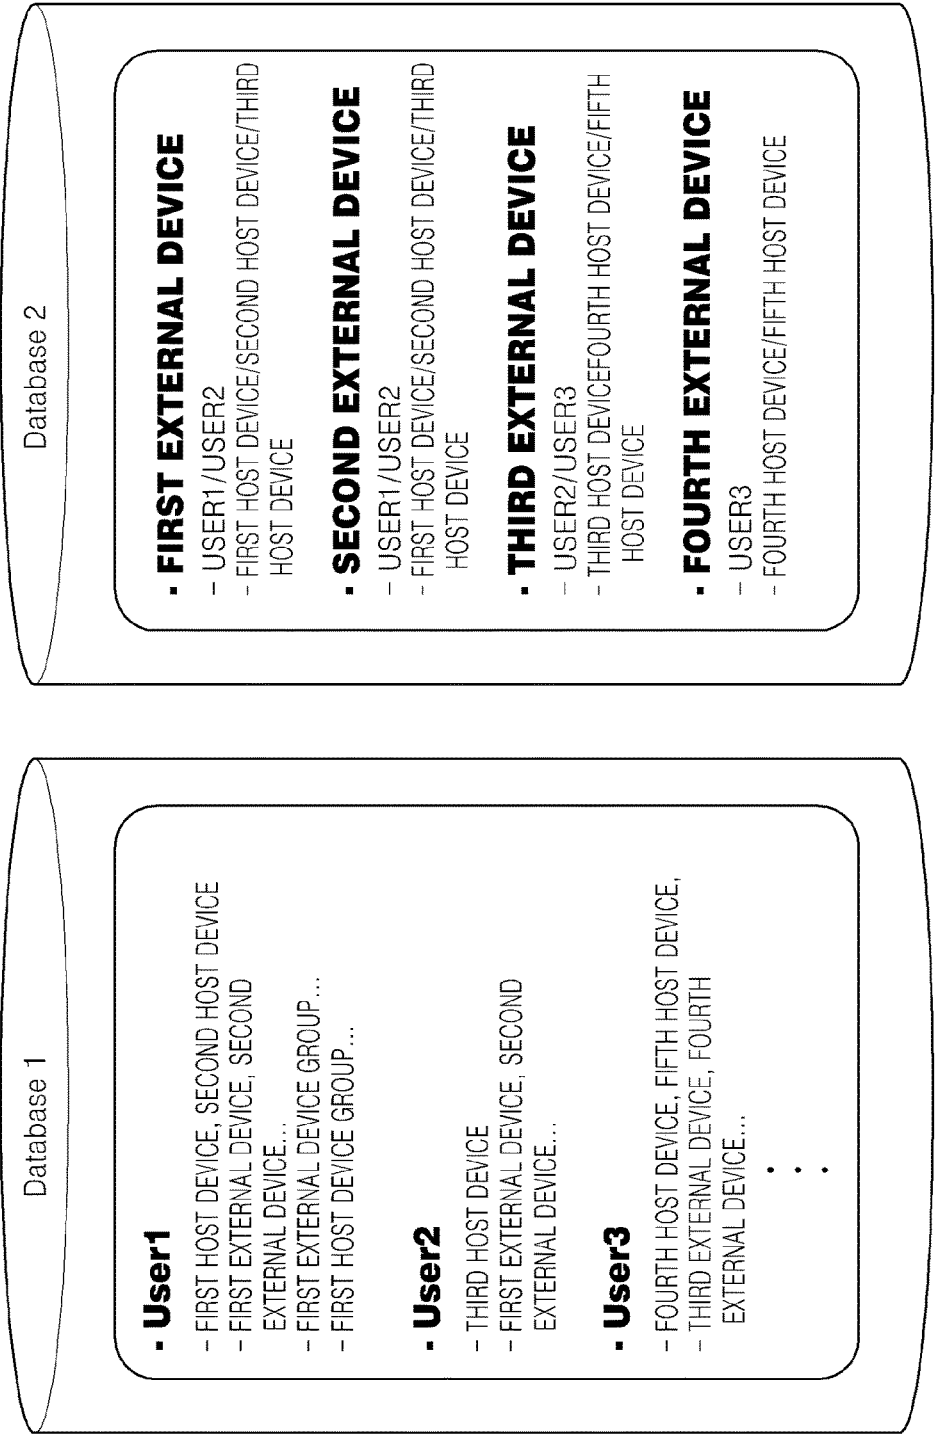 Database 1
▪ User1
– FIRST HOST DEVICE, SECOND HOST DEVICE
– FIRST EXTERNAL DEVICE, SECOND
EXTERNAL DEVICE...
– FIRST EXTERNAL DEVICE GROUP...
– FIRST HOST DEVICE GROUP...
▪ User2
– THIRD HOST DEVICE
– FIRST EXTERNAL DEVICE, SECOND
EXTERNAL DEVICE...
▪ User3
– FOURTH HOST DEVICE, FIFTH HOST DEVICE,
– THIRD EXTERNAL DEVICE, FOURTH
EXTERNAL DEVICE...
Database 2
▪ FIRST EXTERNAL DEVICE
– USER1/USER2
– FIRST HOST DEVICE/SECOND HOST DEVICE/THIRD
HOST DEVICE
▪ SECOND EXTERNAL DEVICE
– USER1/USER2
– FIRST HOST DEVICE/SECOND HOST DEVICE/THIRD
HOST DEVICE
▪ THIRD EXTERNAL DEVICE
– USER2/USER3
– THIRD HOST DEVICEFOURTH HOST DEVICE/FIFTH
HOST DEVICE
▪ FOURTH EXTERNAL DEVICE
– USER3
– FOURTH HOST DEVICE/FIFTH HOST DEVICE